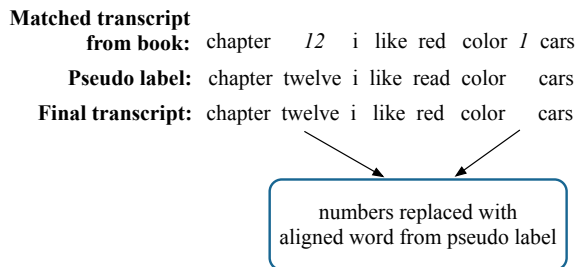 Matched transcript
from book: chapter 12 i like red color 1 cars
Pseudo label: chapter twelve i like read color cars
Final transcript: chapter twelve i like red color cars
numbers replaced with
aligned word from pseudo label